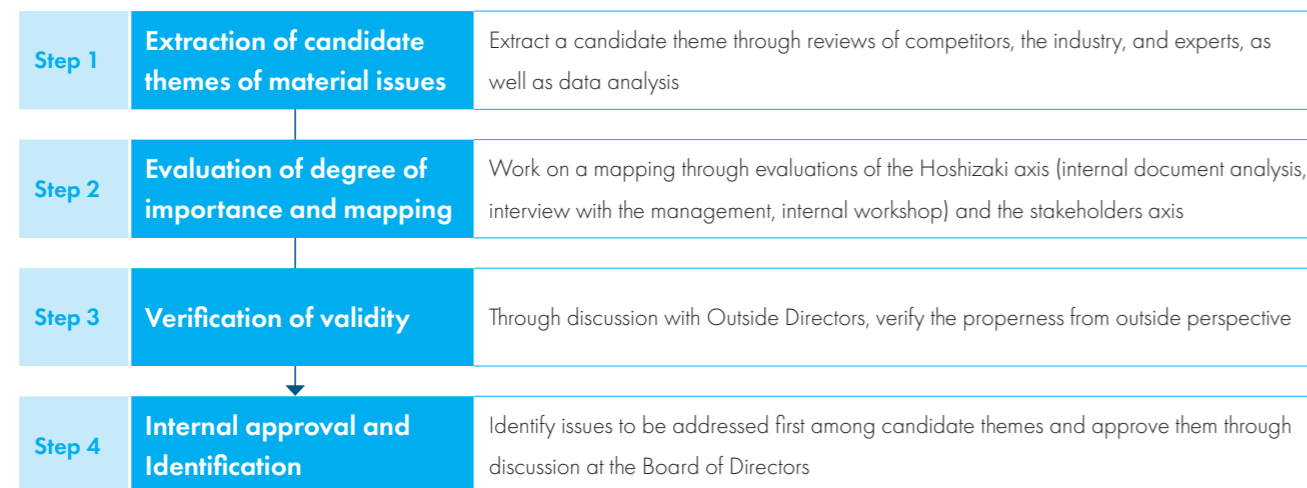 Step 1
Extraction of candidate
themes of material issues
Extract a candidate theme through reviews of competitors, the industry, and experts, as
well as data analysis
Step 2
Evaluation of degree of
importance and mapping
Work on a mapping through evaluations of the Hoshizaki axis (internal document analysis,
interview with the management, internal workshop) and the stakeholders axis
Step 3
Verification of validity
Through discussion with Outside Directors, verify the properness from outside perspective
Step 4
Internal approval and
Identification
Identify issues to be addressed first among candidate themes and approve them through
discussion at the Board of Directors